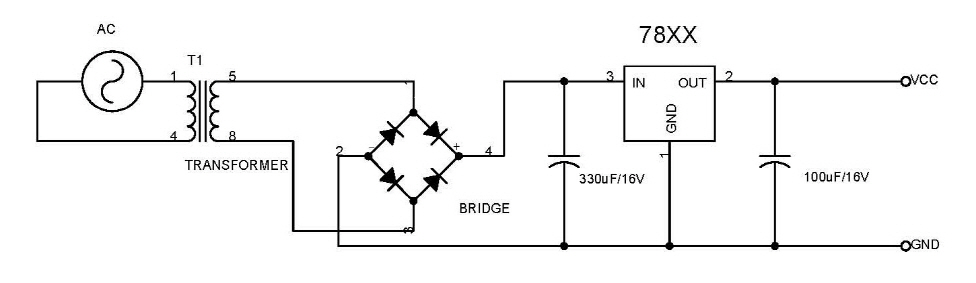 AC
78XX
T1
1
5
3
IN
OUT
2
VCC
GND
1
4
8
TRANSFORMER
2
-
+
4
330uF/16V
100uF/16V
BRIDGE
3
GND